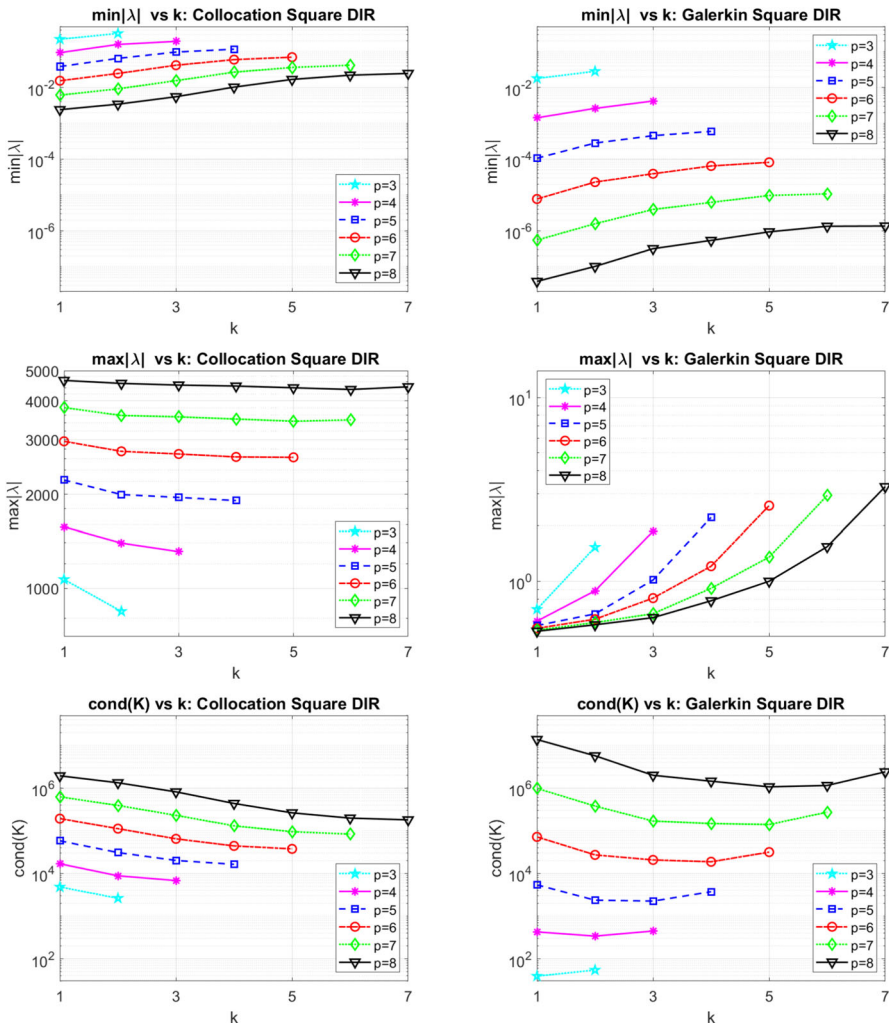 min|λ|  vs k: Collocation Square DIR
min|λ|
10^-2
10^-4
10^-6
p=3
p=4
p=5
p=6
p=7
p=8
1
3
5
7
k
min|λ|  vs k: Galerkin Square DIR
min|λ|
10^-2
10^-4
10^-6
p=3
p=4
p=5
p=6
p=7
p=8
1
3
5
7
k
max|λ|  vs k: Collocation Square DIR
max|λ|
5000
4000
3000
2000
1000
p=3
p=4
p=5
p=6
p=7
p=8
1
3
5
7
k
max|λ|  vs k: Galerkin Square DIR
max|λ|
10^1
10^0
p=3
p=4
p=5
p=6
p=7
p=8
1
3
5
7
k
cond(K) vs k: Collocation Square DIR
cond(K)
10^6
10^4
10^2
p=3
p=4
p=5
p=6
p=7
p=8
1
3
5
7
k
cond(K) vs k: Galerkin Square DIR
cond(K)
10^6
10^4
10^2
p=3
p=4
p=5
p=6
p=7
p=8
1
3
5
7
k